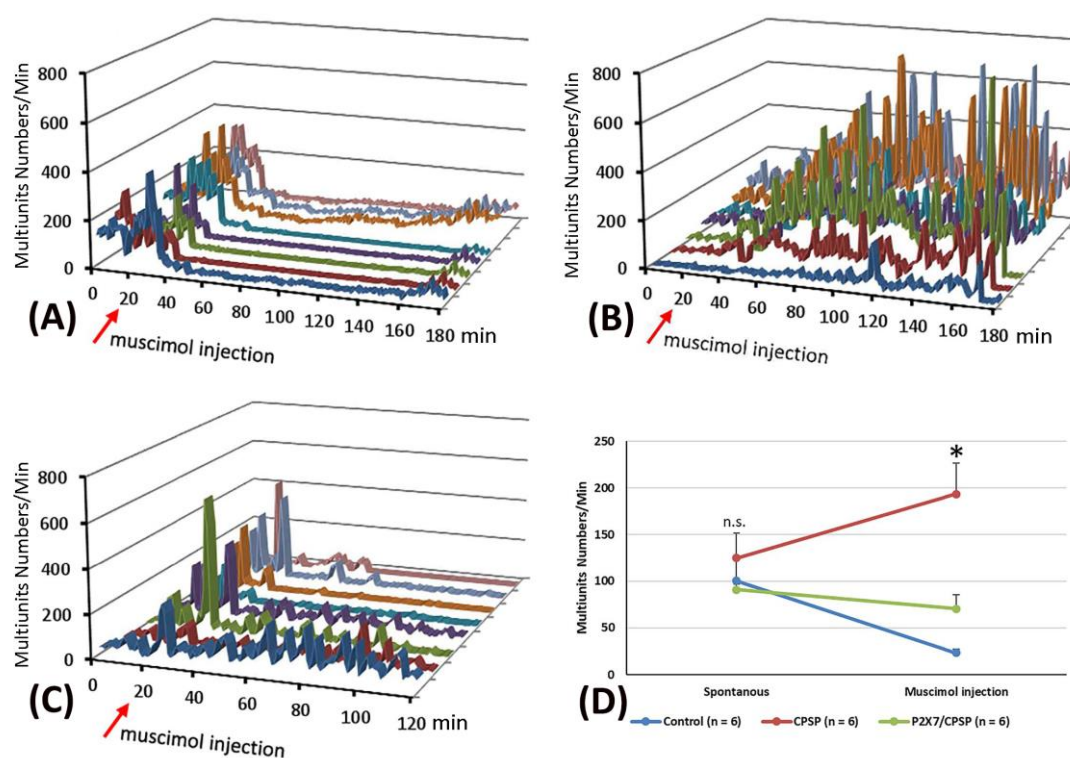 Multiunits Numbers/Min
800
600
400
200
0
0 20 40 60 80 100 120 140 160 180 min
(A)
muscimol injection
Multiunits Numbers/Min
800
600
400
200
0
0 20 40 60 80 100 120 140 160 180 min
(B)
muscimol injection
Multiunits Numbers/Min
800
600
400
200
0
0 20 40 60 80 100 120 min
(C)
muscimol injection
Multiunits Numbers/Min
250
200
150
100
50
0
n.s.
*
Spontanous Muscimol injection
(D)
Control (n = 6) CPSP (n = 6) P2X7/CPSP (n = 6)